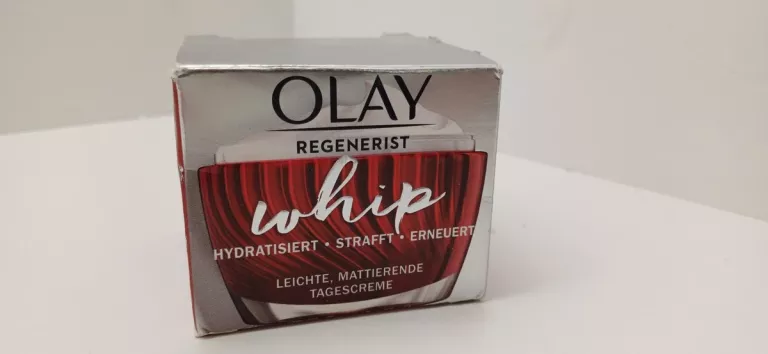 OLAY
REGENERIST
whip
HYDRATISIERT • STRAFFT • ERNEUERT
LEICHTE, MATTIERENDE
TAGESCREME